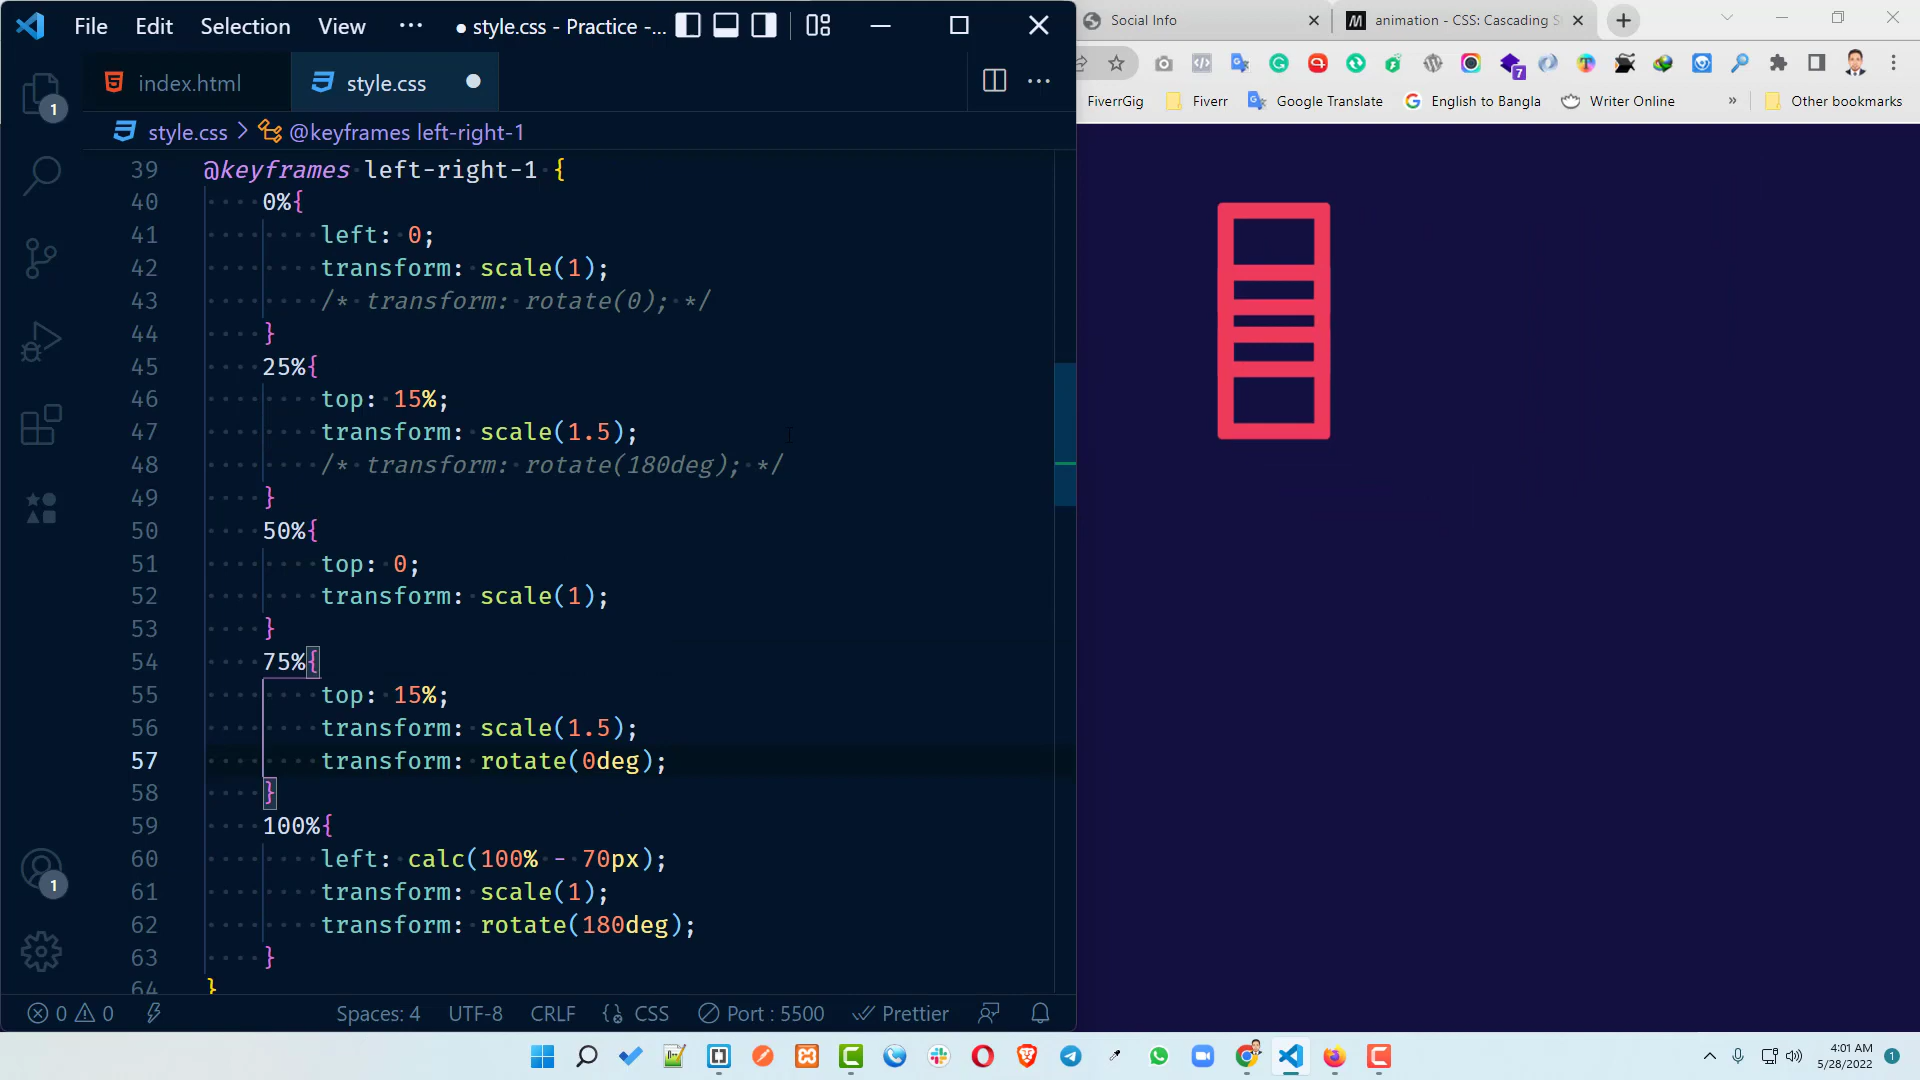 File Edit Selection View ··· ● style.css - Practice -...
Social Info
animation - CSS: Cascading S
index.html
style.css
1
style.css > @keyframes left-right-1
7
FiverrGig Fiverr Google Translate English to Bangla Writer Online » Other bookmarks
39 @keyframes left-right-1 {
40 0%{
41 left: 0;
42 transform: scale(1);
43 /* transform: rotate(0); */
44 }
45 25%{
46 top: 15%;
47 transform: scale(1.5);
48 /* transform: rotate(180deg); */
49 }
50 50%{
51 top: 0;
52 transform: scale(1);
53 }
54 75%{
55 top: 15%;
56 transform: scale(1.5);
57 transform: rotate(0deg);
58 }
59 100%{
60 left: calc(100% - 70px);
61 transform: scale(1);
62 transform: rotate(180deg);
63 }
64 }
1
0 0 Spaces: 4 UTF-8 CRLF {} CSS Port : 5500 Prettier
4:01 AM
5/28/2022
1